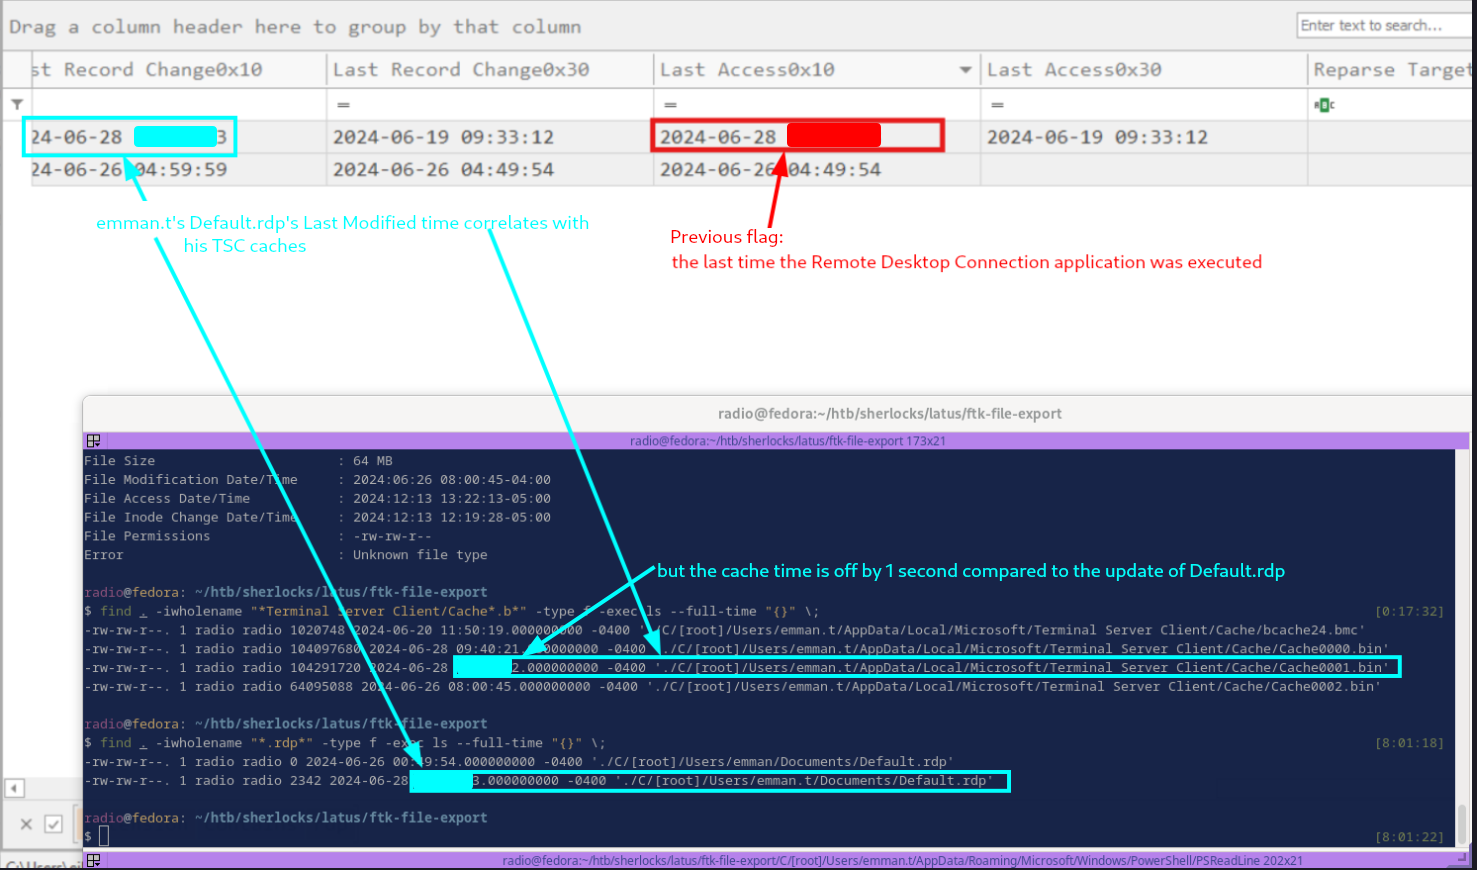 Drag a column header here to group by that column
Enter text to search...
st Record Change0x10 Last Record Change0x30 Last Access0x10 Last Access0x30 Reparse Target
= = =
24-06-28 3 2024-06-19 09:33:12 2024-06-28 2024-06-19 09:33:12
24-06-26 04:59:59 2024-06-26 04:49:54 2024-06-26 04:49:54
emman.t's Default.rdp's Last Modified time correlates with
his TSC caches
Previous flag:
the last time the Remote Desktop Connection application was executed
radio@fedora:~/htb/sherlocks/latus/ftk-file-export
radio@fedora:~/htb/sherlocks/latus/ftk-file-export 173x21
File Size : 64 MB
File Modification Date/Time : 2024:06:26 08:00:45-04:00
File Access Date/Time : 2024:12:13 13:22:13-05:00
File Inode Change Date/Time : 2024:12:13 12:19:28-05:00
File Permissions : -rw-rw-r--
Error : Unknown file type
but the cache time is off by 1 second compared to the update of Default.rdp
radio@fedora: ~/htb/sherlocks/latus/ftk-file-export
$ find . -iwholename "*Terminal Server Client/Cache*.b*" -type f -exec ls --full-time "{}" \; [0:17:32]
-rw-rw-r--. 1 radio radio 1020748 2024-06-20 11:50:19.000000000 -0400 './C/[root]/Users/emman.t/AppData/Local/Microsoft/Terminal Server Client/Cache/bcache24.bmc'
-rw-rw-r--. 1 radio radio 104097680 2024-06-28 09:40:21.000000000 -0400 './C/[root]/Users/emman.t/AppData/Local/Microsoft/Terminal Server Client/Cache/Cache0000.bin'
-rw-rw-r--. 1 radio radio 104291720 2024-06-28 2.000000000 -0400 './C/[root]/Users/emman.t/AppData/Local/Microsoft/Terminal Server Client/Cache/Cache0001.bin'
-rw-rw-r--. 1 radio radio 64095088 2024-06-26 08:00:45.000000000 -0400 './C/[root]/Users/emman.t/AppData/Local/Microsoft/Terminal Server Client/Cache/Cache0002.bin'
radio@fedora: ~/htb/sherlocks/latus/ftk-file-export
$ find . -iwholename "*.rdp*" -type f -exec ls --full-time "{}" \; [8:01:18]
-rw-rw-r--. 1 radio radio 0 2024-06-26 00:49:54.000000000 -0400 './C/[root]/Users/emman/Documents/Default.rdp'
-rw-rw-r--. 1 radio radio 2342 2024-06-28 3.000000000 -0400 './C/[root]/Users/emman.t/Documents/Default.rdp'
radio@fedora: ~/htb/sherlocks/latus/ftk-file-export
$ [8:01:22]
radio@fedora:~/htb/sherlocks/latus/ftk-file-export/C/[root]/Users/emman.t/AppData/Roaming/Microsoft/Windows/PowerShell/PSReadLine 202x21